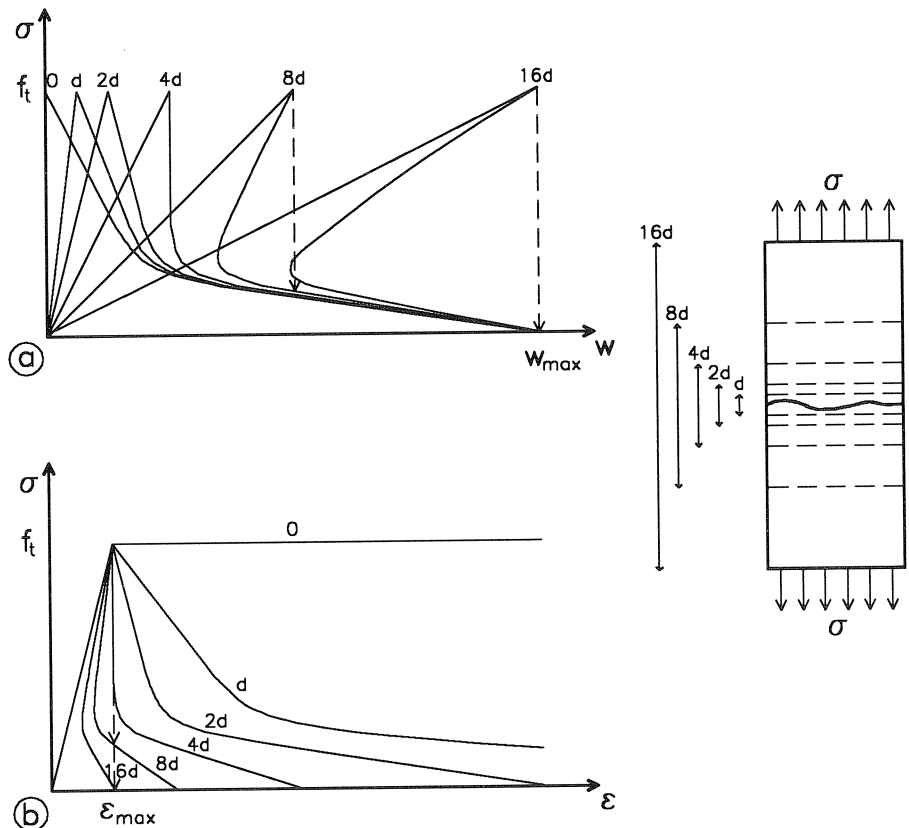 σ
f_t 0 d 2d 4d 8d 16d
w_max w
a
σ
f_t
0
d
2d
4d
8d
16d
ε_max ε
b
σ
16d
8d
4d
2d
d
σ